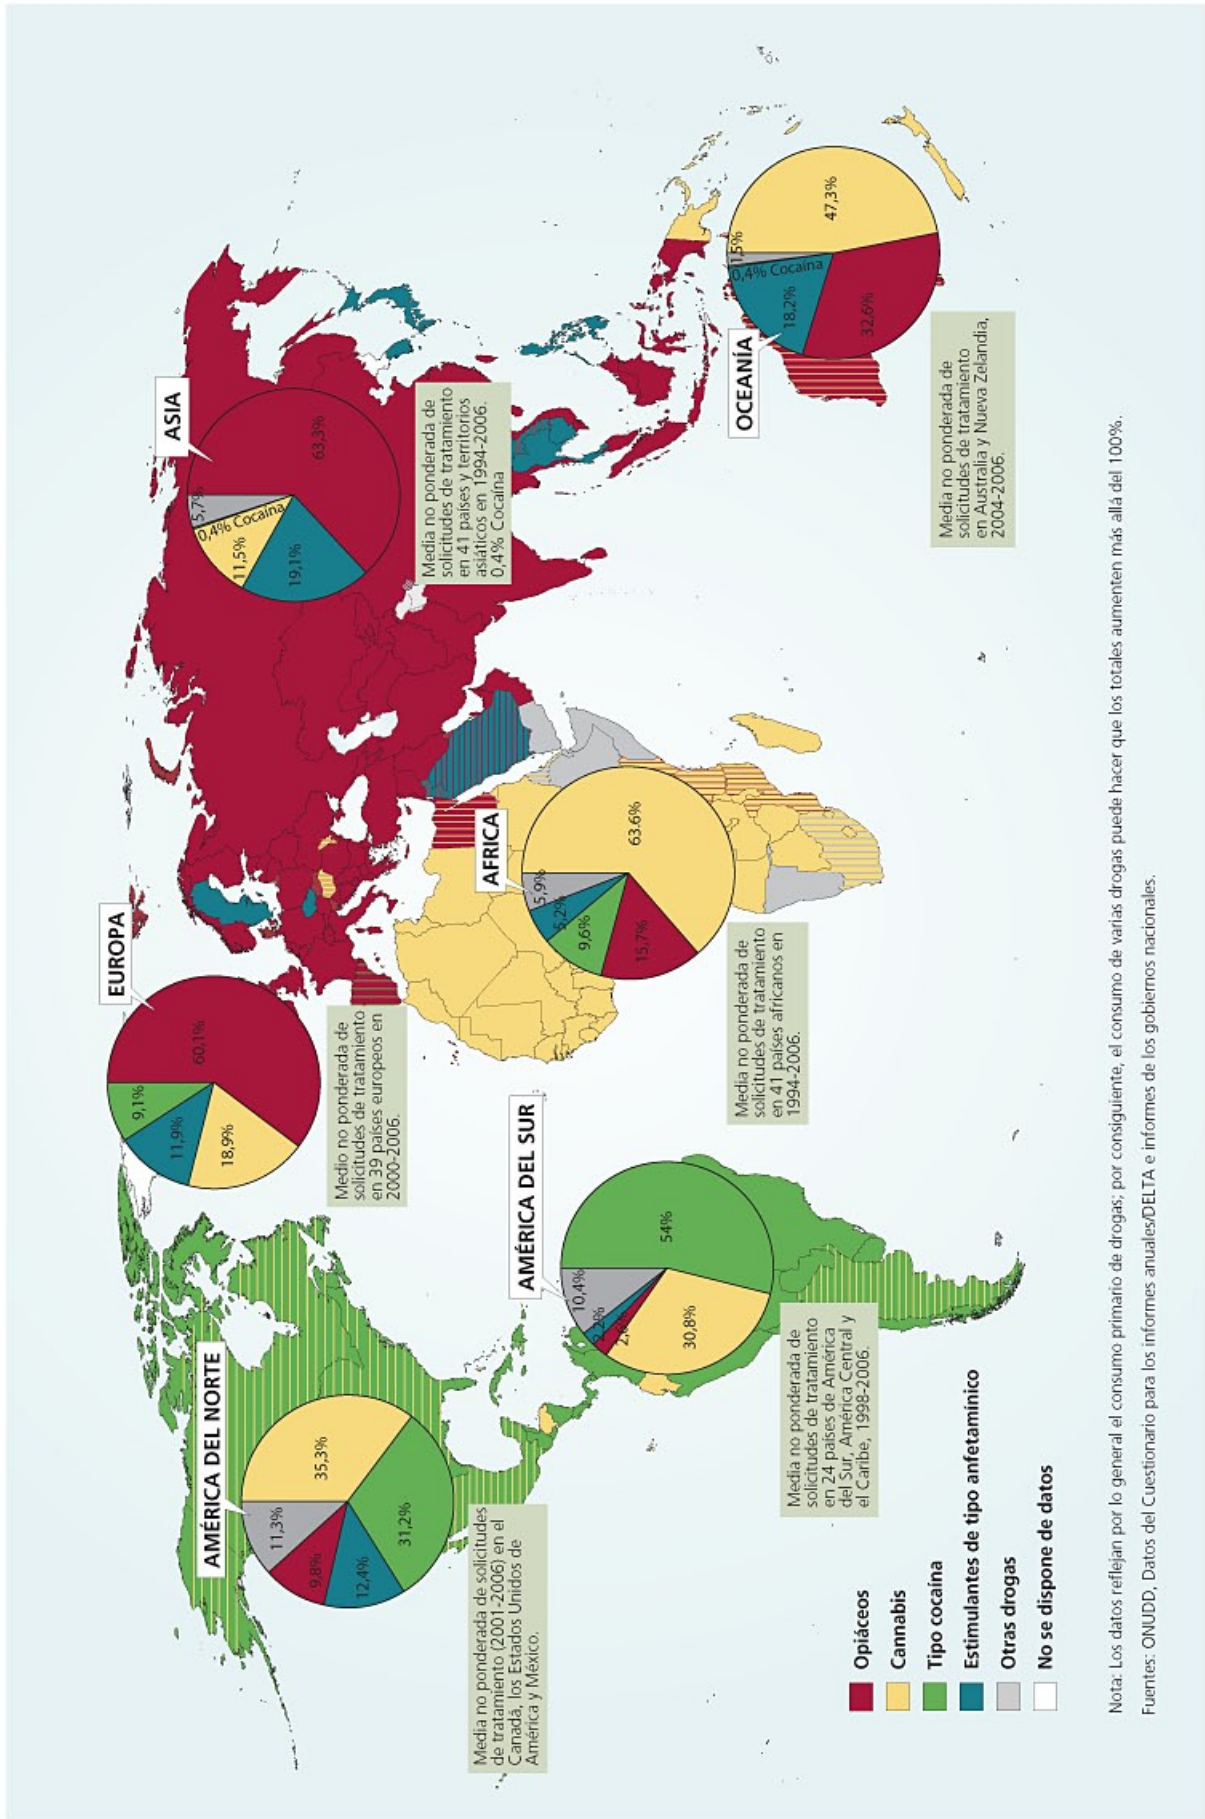 EUROPA
60,1%
9,1%
11,9%
18,9%
Medio no ponderada de
solicitudes de tratamiento
en 39 países europeos en
2000-2006.
ASIA
63,3%
5,7%
0,4% Cocaína
11,5%
19,1%
Media no ponderada de
solicitudes de tratamiento
en 41 países y territorios
asiáticos en 1994-2006.
0,4% Cocaína
AMÉRICA DEL NORTE
35,3%
11,3%
9,8%
12,4%
31,2%
Media no ponderada de solicitudes
de tratamiento (2001-2006) en el
Canadá, los Estados Unidos de
América y México.
AFRICA
63.6%
5,9%
5,2%
9,6%
15,7%
Media no ponderada de
solicitudes de tratamiento
en 41 países africanos en
1994-2006.
AMÉRICA DEL SUR
54%
10,4%
2,2%
30,8%
Media no ponderada de
solicitudes de tratamiento
en 24 países de América
del Sur, América Central y
el Caribe, 1998-2006.
OCEANÍA
47,3%
1,5%
0,4% Cocaína
18,2%
32,6%
Media no ponderada de
solicitudes de tratamiento
en Australia y Nueva Zelandia,
2004-2006.
Opiáceos
Cannabis
Tipo cocaína
Estimulantes de tipo anfetamínico
Otras drogas
No se dispone de datos
Nota: Los datos reflejan por lo general el consumo primario de drogas; por consiguiente, el consumo de varias drogas puede hacer que los totales aumenten más allá del 100%.
Fuentes: ONUDD, Datos del Cuestionario para los informes anuales/DELTA e informes de los gobiernos nacionales.